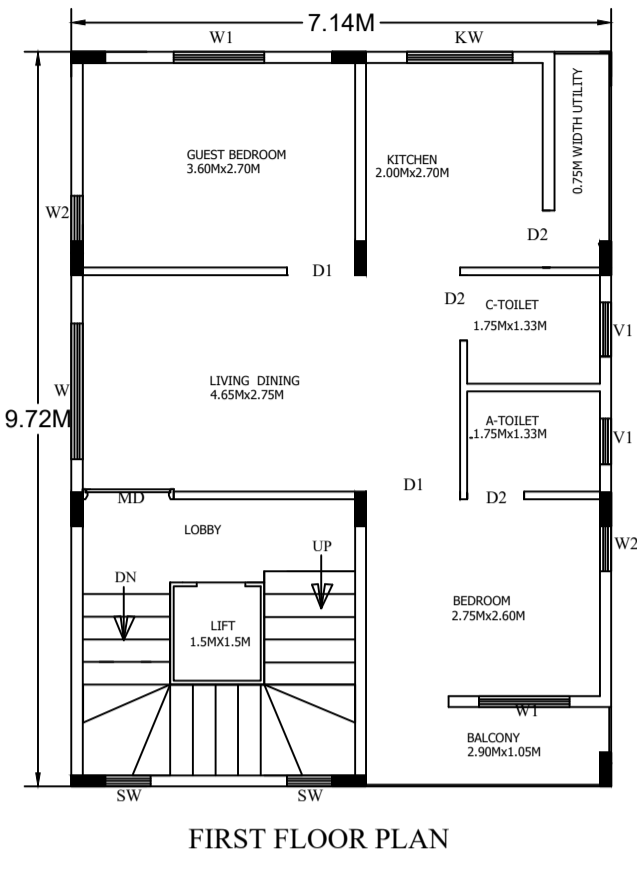 7.14M
W1
KW
GUEST BEDROOM
3.60Mx2.70M
KITCHEN
2.00Mx2.70M
0.75M WIDTH UTILITY
W2
D2
D1
D2
C-TOILET
1.75Mx1.33M
V1
LIVING DINING
4.65Mx2.75M
W
9.72M
A-TOILET
1.75Mx1.33M
V1
D1
D2
MD
LOBBY
UP
W2
DN
LIFT
1.5MX1.5M
BEDROOM
2.75Mx2.60M
W1
BALCONY
2.90Mx1.05M
SW
SW
FIRST FLOOR PLAN